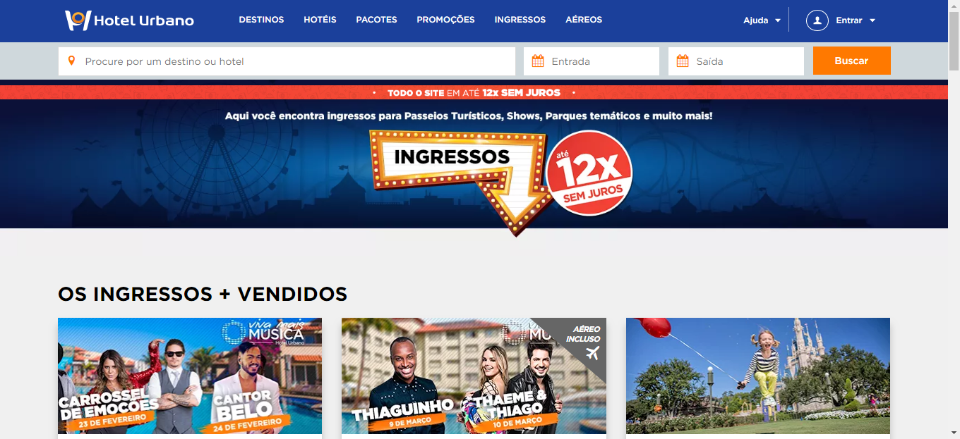 Hotel Urbano
DESTINOS HOTÉIS PACOTES PROMOÇÕES INGRESSOS AÉREOS
Ajuda Entrar
Procure por um destino ou hotel Entrada Saída Buscar
• TODO O SITE EM ATÉ 12x SEM JUROS •
Aqui você encontra ingressos para Passeios Turísticos, Shows, Parques temáticos e muito mais!
INGRESSOS
até
12x
SEM JUROS
OS INGRESSOS + VENDIDOS
viva mais
MÚSICA
Hotel Urbano
CARROSSEL
DE EMOÇÕES
23 DE FEVEREIRO
CANTOR
BELO
24 DE FEVEREIRO
MÚSICA
AÉREO
INCLUSO
THIAGUINHO
9 DE MARÇO
THAEME &
THIAGO
10 DE MARÇO